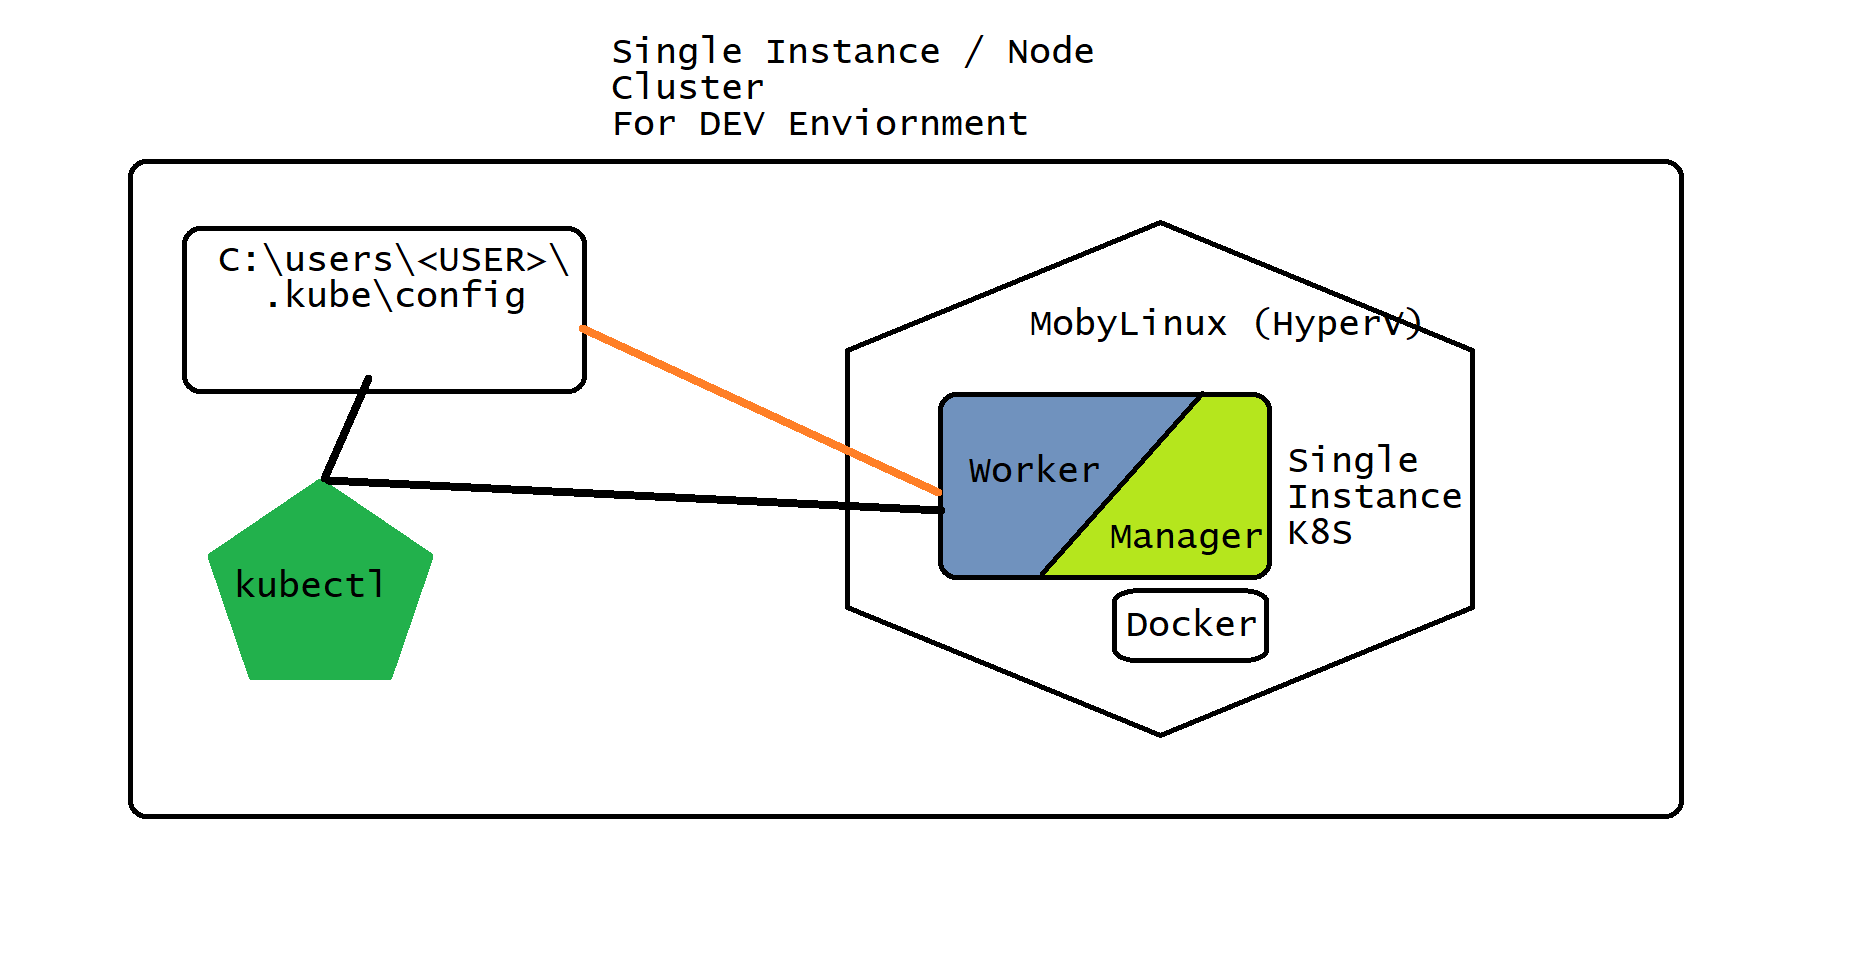 Single Instance / Node
Cluster
For DEV Enviornment
C:\users\<USER>\
.kube\config
MobyLinux (HyperV)
Worker
Manager
Single
Instance
K8S
kubectl
Docker